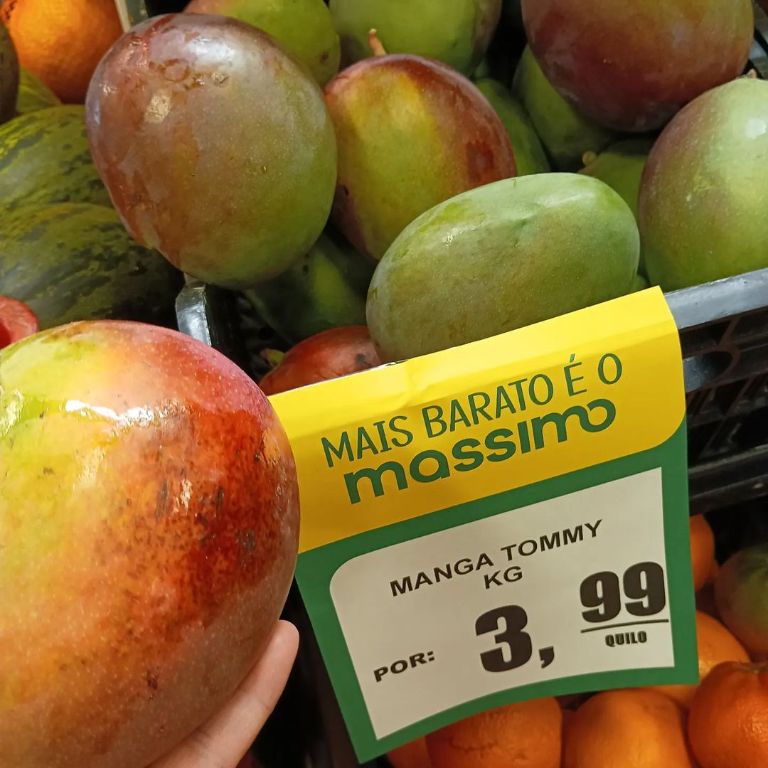 MAIS BARATO É O
massimo
MANGA TOMMY
KG
POR: 3,99
QUILO